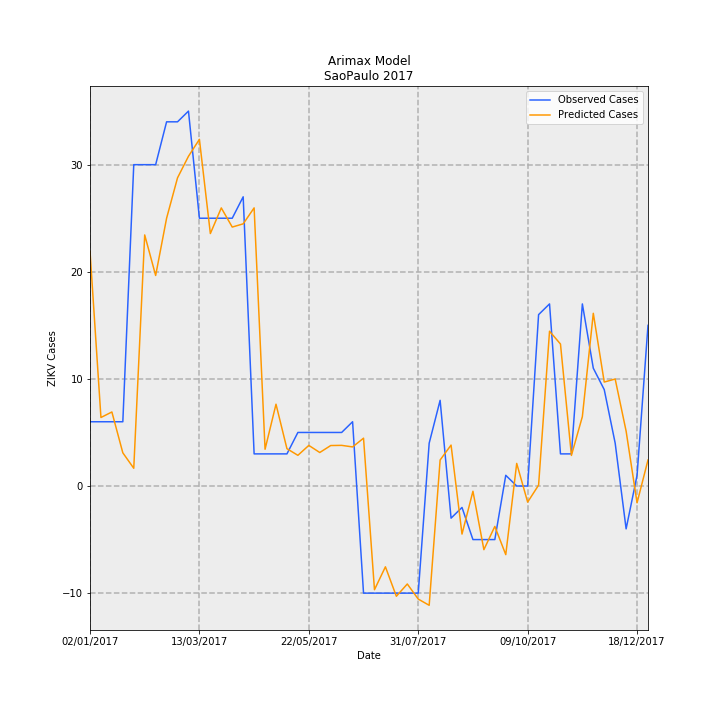 Arimax Model
SaoPaulo 2017
Observed Cases
Predicted Cases
ZIKV Cases
30
20
10
0
−10
02/01/2017 13/03/2017 22/05/2017 31/07/2017 09/10/2017 18/12/2017
Date